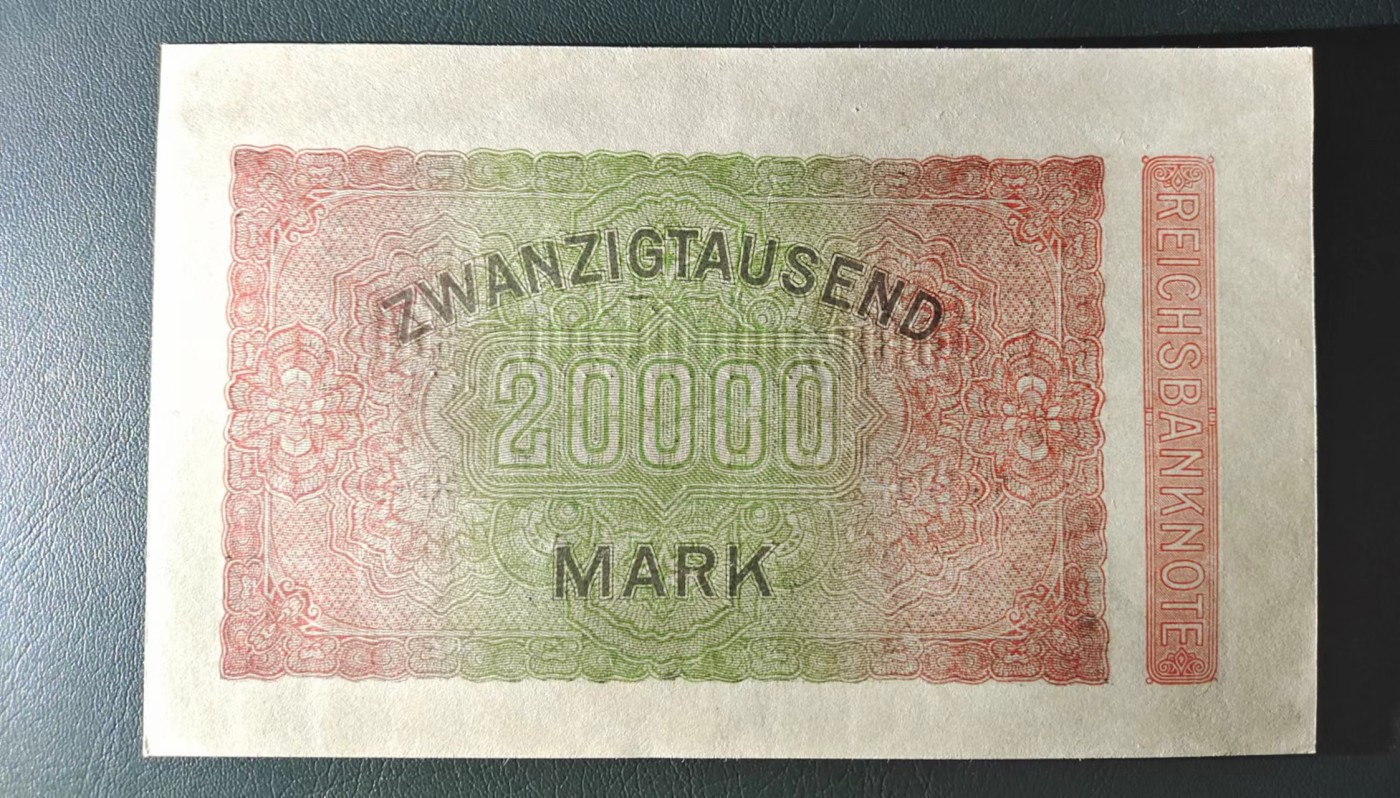 ZWANZIGTAUSEND
20000
MARK
REICHSBANKNOTE